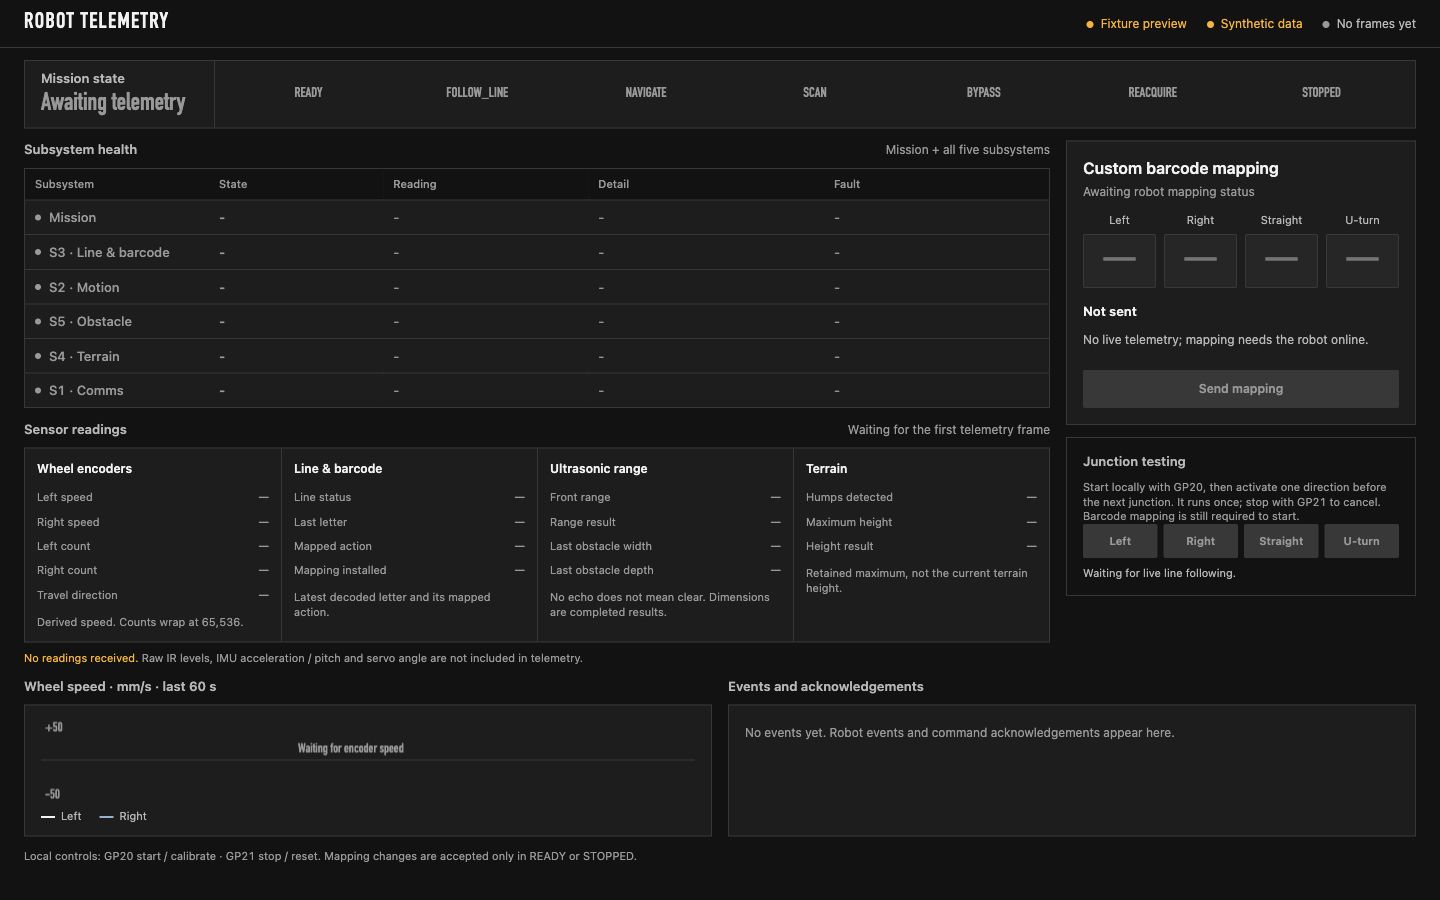 ROBOT TELEMETRY
Fixture preview
Synthetic data
No frames yet
Mission state
Awaiting telemetry
READY
FOLLOW_LINE
NAVIGATE
SCAN
BYPASS
REACQUIRE
STOPPED
Subsystem health
Mission + all five subsystems
Subsystem State Reading Detail Fault
Mission - - - -
S3 · Line & barcode - - - -
S2 · Motion - - - -
S5 · Obstacle - - - -
S4 · Terrain - - - -
S1 · Comms - - - -
Sensor readings
Waiting for the first telemetry frame
Wheel encoders
Left speed —
Right speed —
Left count —
Right count —
Travel direction —
Derived speed. Counts wrap at 65,536.
Line & barcode
Line status —
Last letter —
Mapped action —
Mapping installed —
Latest decoded letter and its mapped
action.
Ultrasonic range
Front range —
Range result —
Last obstacle width —
Last obstacle depth —
No echo does not mean clear. Dimensions
are completed results.
Terrain
Humps detected —
Maximum height —
Height result —
Retained maximum, not the current terrain
height.
No readings received. Raw IR levels, IMU acceleration / pitch and servo angle are not included in telemetry.
Custom barcode mapping
Awaiting robot mapping status
Left Right Straight U-turn
— — — —
Not sent
No live telemetry; mapping needs the robot online.
Send mapping
Junction testing
Start locally with GP20, then activate one direction before
the next junction. It runs once; stop with GP21 to cancel.
Barcode mapping is still required to start.
Left Right Straight U-turn
Waiting for live line following.
Wheel speed · mm/s · last 60 s
+50
Waiting for encoder speed
-50
Left Right
Events and acknowledgements
No events yet. Robot events and command acknowledgements appear here.
Local controls: GP20 start / calibrate · GP21 stop / reset. Mapping changes are accepted only in READY or STOPPED.